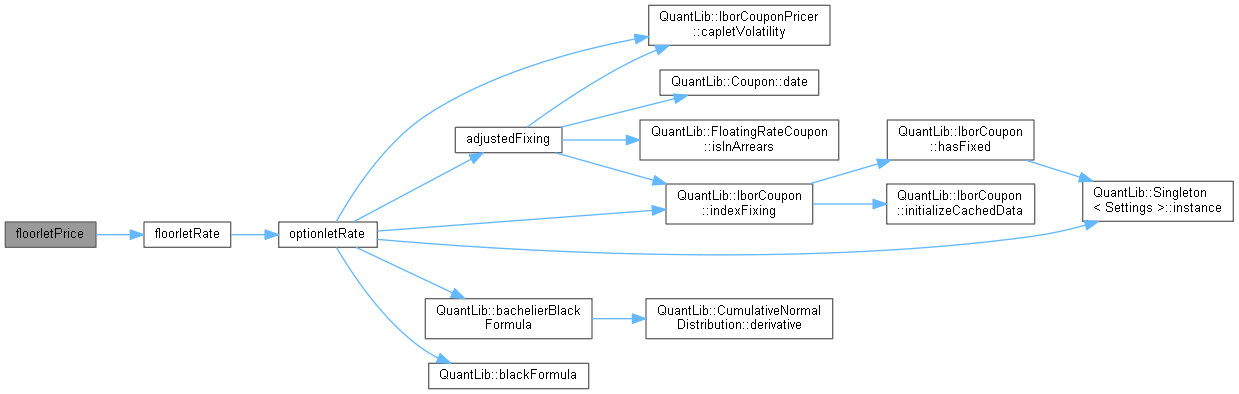 QuantLib::IborCouponPricer
::capletVolatility
QuantLib::Coupon::date
adjustedFixing
QuantLib::FloatingRateCoupon
::isInArrears
QuantLib::IborCoupon
::hasFixed
QuantLib::IborCoupon
::indexFixing
QuantLib::IborCoupon
::initializeCachedData
QuantLib::Singleton
< Settings >::instance
floorletPrice
floorletRate
optionletRate
QuantLib::bachelierBlack
Formula
QuantLib::CumulativeNormal
Distribution::derivative
QuantLib::blackFormula